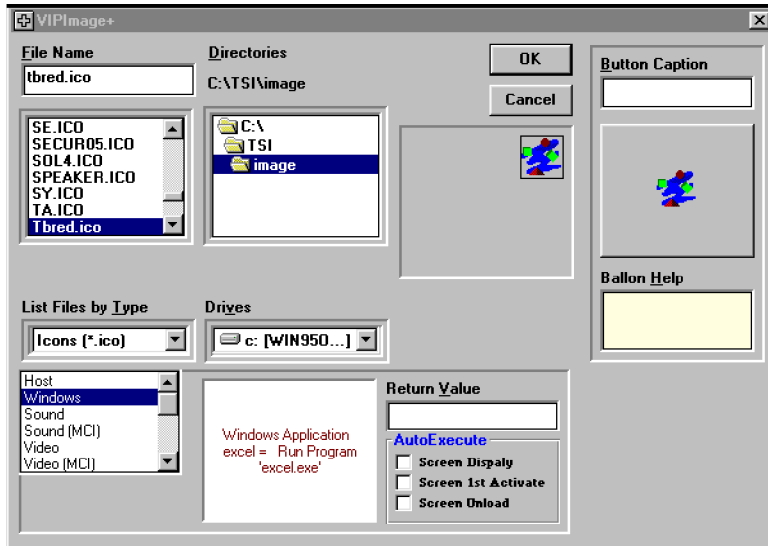 VIPImage+
File Name
tbred.ico
SE.ICO
SECUR05.ICO
SOL4.ICO
SPEAKER.ICO
SY.ICO
TA.ICO
Tbred.ico
Directories
C:\TSI\image
C:\
TSI
image
OK
Cancel
Button Caption
Ballon Help
List Files by Type
Icons (*.ico)
Drives
c: [WIN950...]
Host
Windows
Sound
Sound (MCI)
Video
Video (MCI)
Windows Application
excel = Run Program
'excel.exe'
Return Value
AutoExecute
Screen Dispaly
Screen 1st Activate
Screen Unload